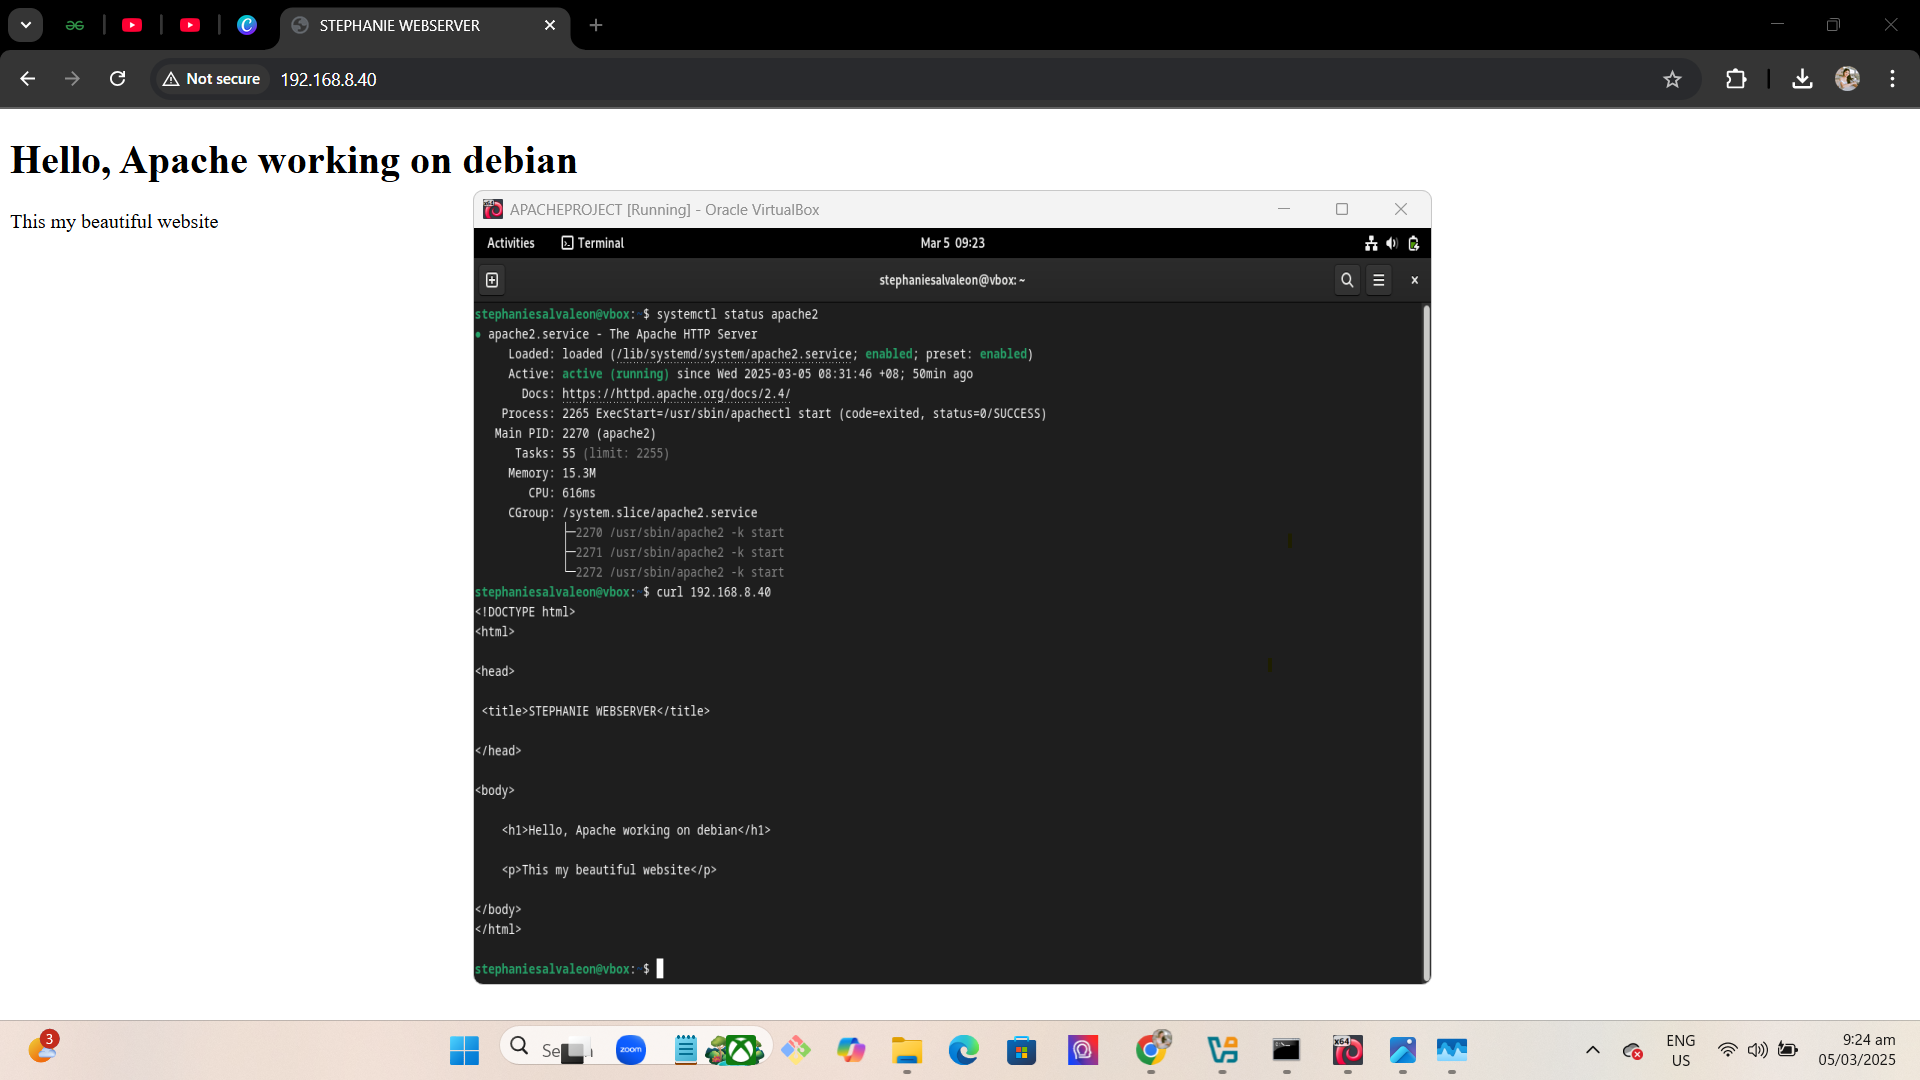 STEPHANIE WEBSERVER
Not secure
192.168.8.40
Hello, Apache working on debian
This my beautiful website
APACHEPROJECT [Running] - Oracle VirtualBox
Activities
Terminal
Mar 5 09:23
stephaniesalvaleon@vbox: ~
stephaniesalvaleon@vbox:~$ systemctl status apache2
● apache2.service - The Apache HTTP Server
Loaded: loaded (/lib/systemd/system/apache2.service; enabled; preset: enabled)
Active: active (running) since Wed 2025-03-05 08:31:46 +08; 50min ago
Docs: https://httpd.apache.org/docs/2.4/
Process: 2265 ExecStart=/usr/sbin/apachectl start (code=exited, status=0/SUCCESS)
Main PID: 2270 (apache2)
Tasks: 55 (limit: 2255)
Memory: 15.3M
CPU: 616ms
CGroup: /system.slice/apache2.service
├─2270 /usr/sbin/apache2 -k start
├─2271 /usr/sbin/apache2 -k start
└─2272 /usr/sbin/apache2 -k start
stephaniesalvaleon@vbox:~$ curl 192.168.8.40
<!DOCTYPE html>
<html>
<head>
<title>STEPHANIE WEBSERVER</title>
</head>
<body>
<h1>Hello, Apache working on debian</h1>
<p>This my beautiful website</p>
</body>
</html>
stephaniesalvaleon@vbox:~$
3
zoom
x64
ENG
US
9:24 am
05/03/2025